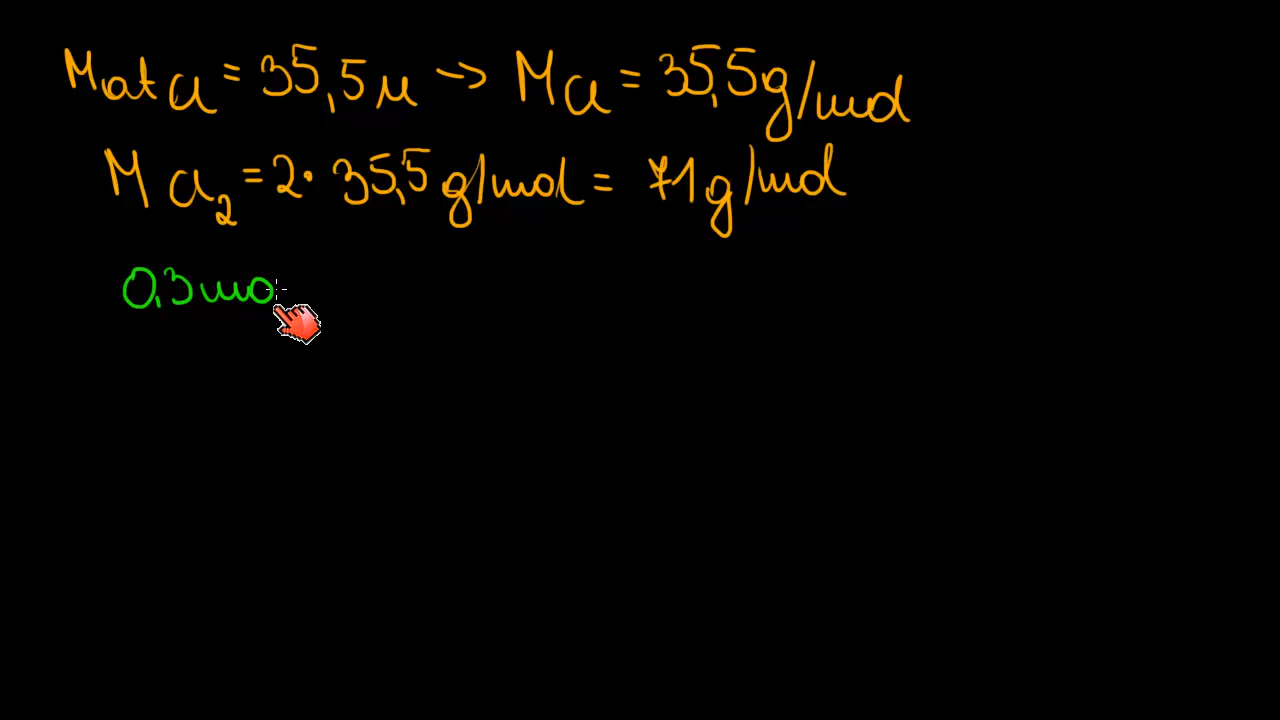 Mat Cl = 35,5 u → M Cl = 35,5 g/mol
M Cl₂ = 2 · 35,5 g/mol = 71 g/mol
0,3 mo